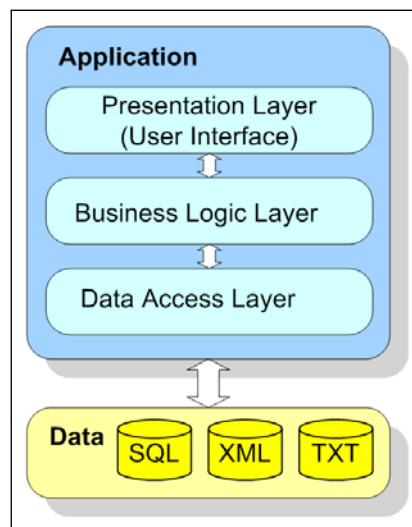 Application
Presentation Layer
(User Interface)
Business Logic Layer
Data Access Layer
Data
SQL XML TXT